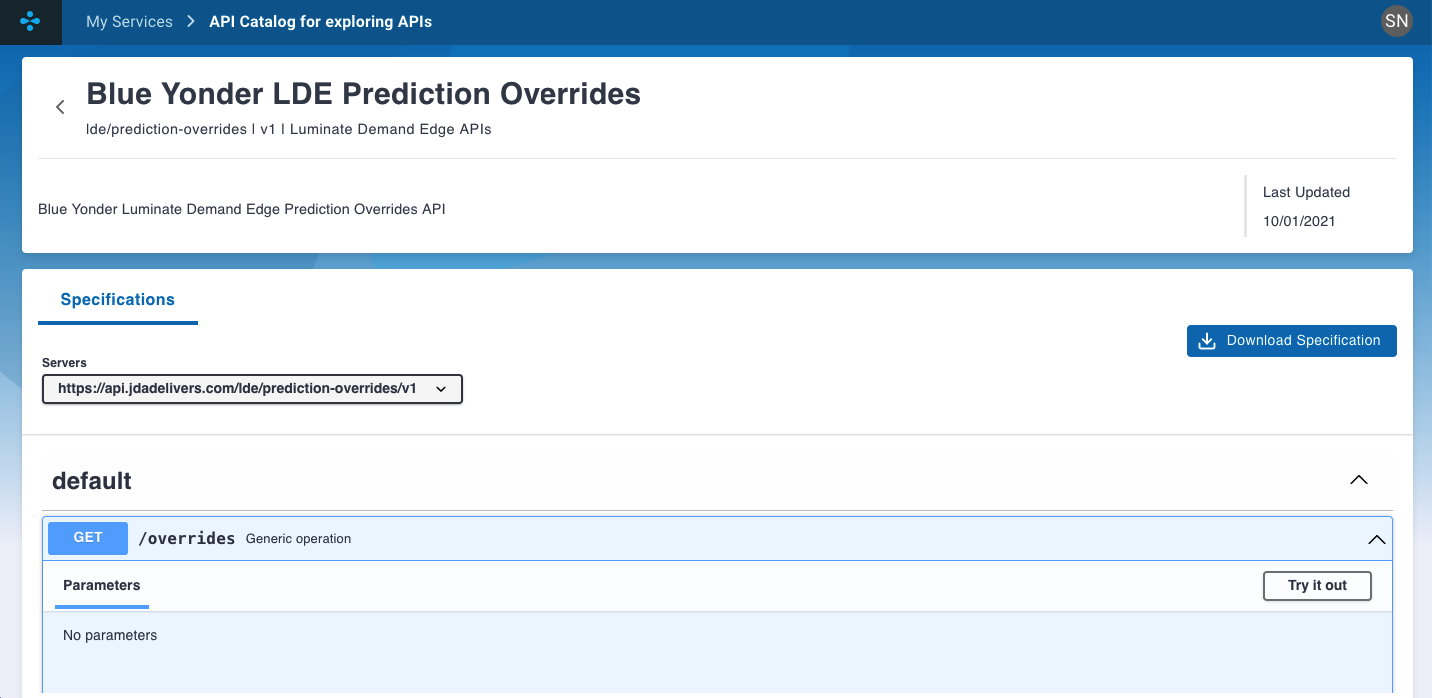 My Services > API Catalog for exploring APIs
SN
Blue Yonder LDE Prediction Overrides
lde/prediction-overrides | v1 | Luminate Demand Edge APIs
Blue Yonder Luminate Demand Edge Prediction Overrides API
Last Updated
10/01/2021
Specifications
Download Specification
Servers
https://api.jdadelivers.com/lde/prediction-overrides/v1
default
GET /overrides Generic operation
Parameters
Try it out
No parameters